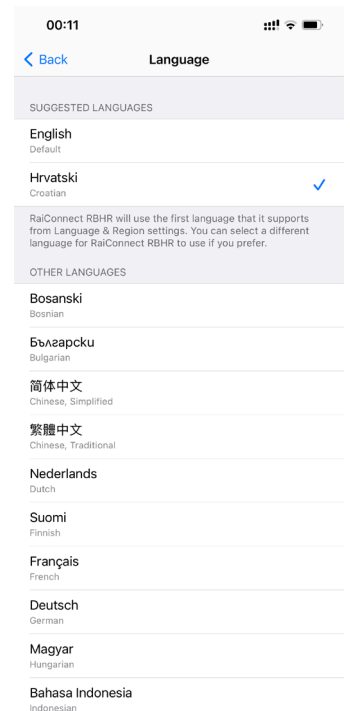 00:11
Back
Language
SUGGESTED LANGUAGES
English
Default
Hrvatski
Croatian
RaiConnect RBHR will use the first language that it supports
from Language & Region settings. You can select a different
language for RaiConnect RBHR to use if you prefer.
OTHER LANGUAGES
Bosanski
Bosnian
Български
Bulgarian
简体中文
Chinese, Simplified
繁體中文
Chinese, Traditional
Nederlands
Dutch
Suomi
Finnish
Français
French
Deutsch
German
Magyar
Hungarian
Bahasa Indonesia
Indonesian